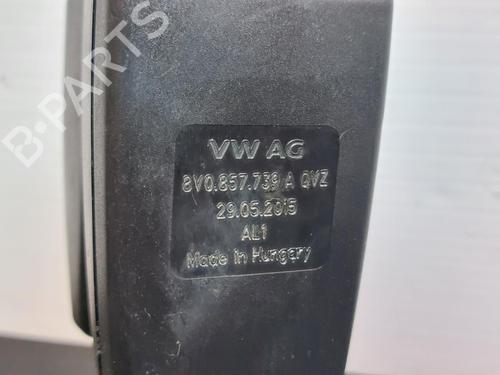 B-PARTS
VW AG
8V0.857.739 A QVZ
29.05.2015
AL1
Made in Hungary